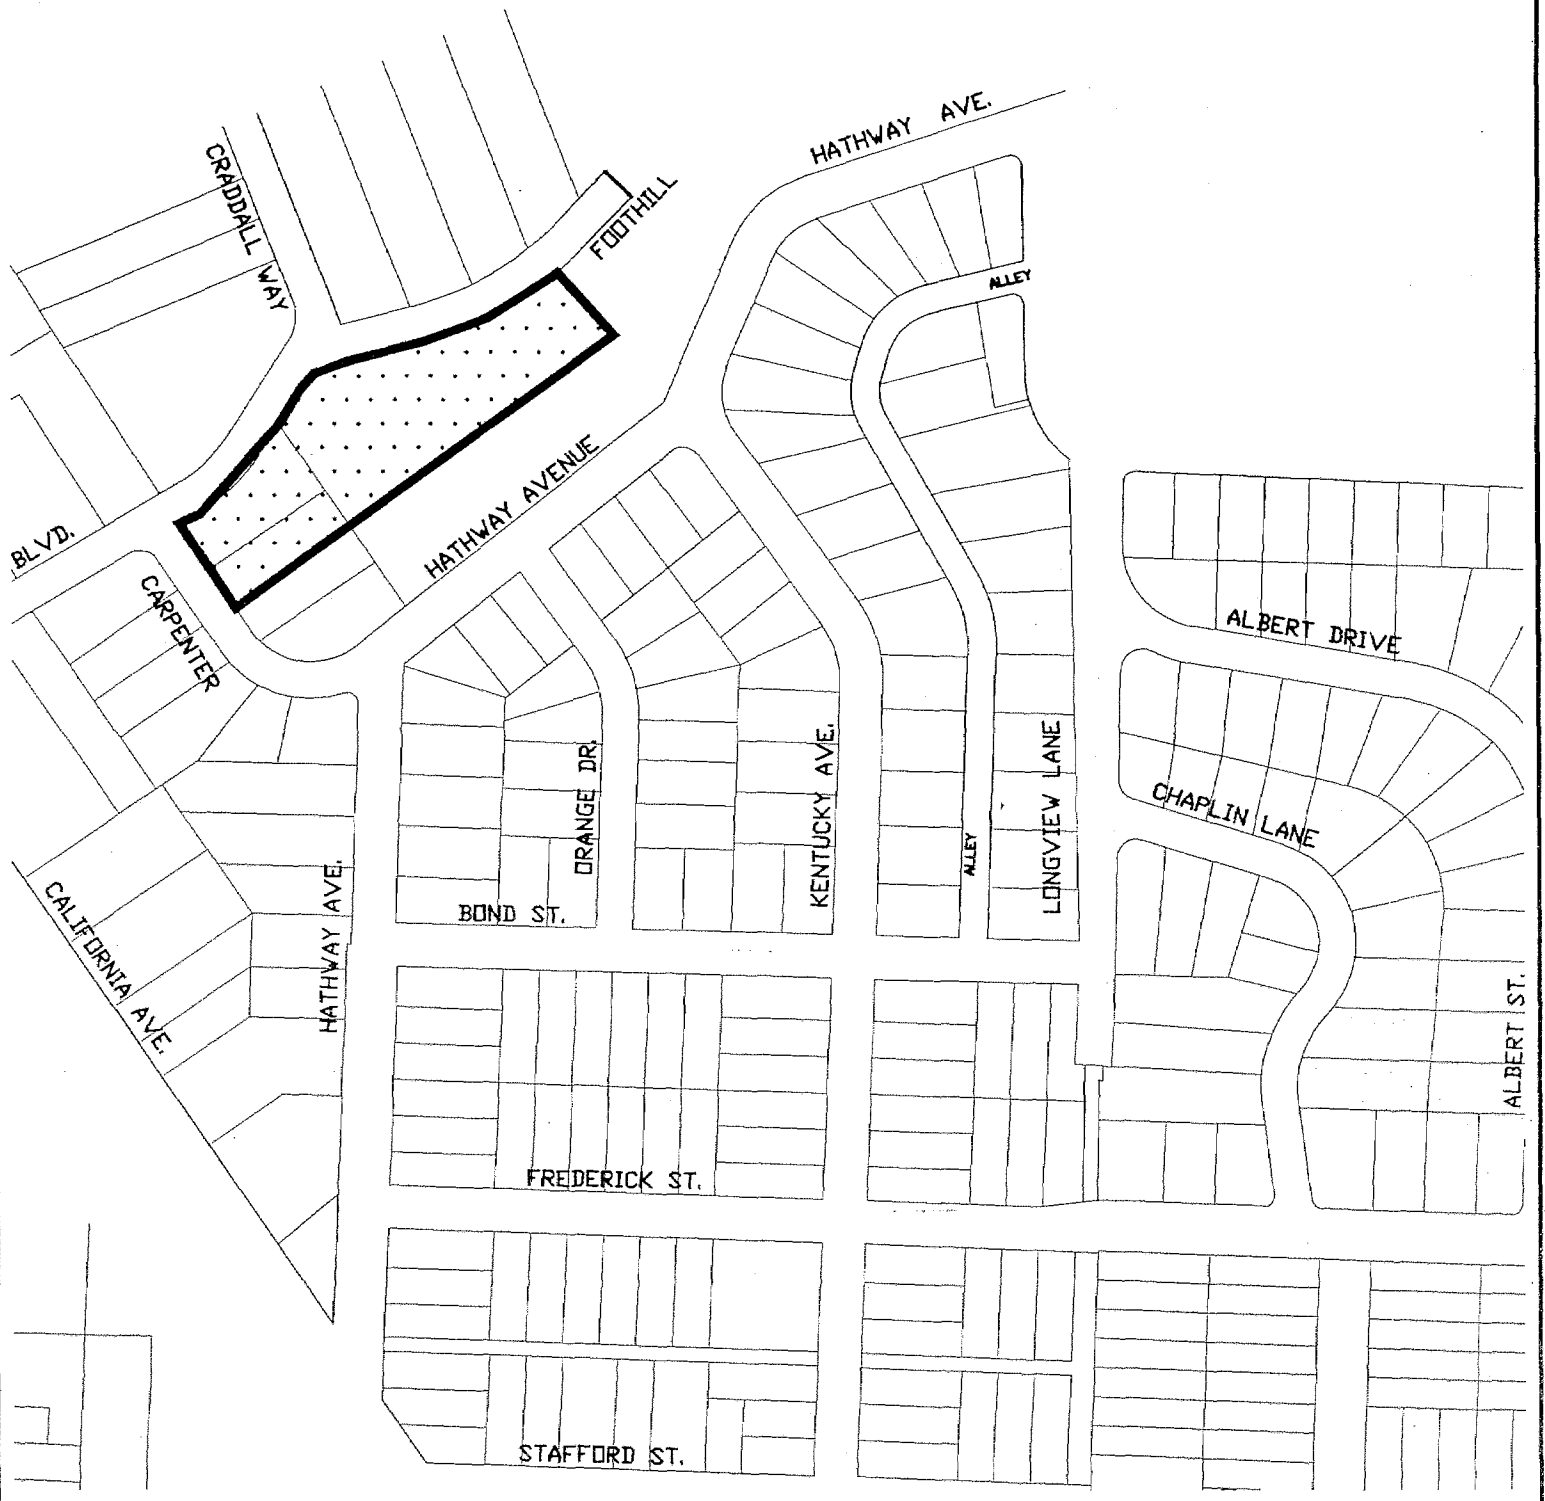 HATHWAY AVE.
CRADDALL WAY
FOOTHILL
ALLEY
HATHWAY AVENUE
BLVD.
CARPENTER
ALBERT DRIVE
ORANGE DR.
KENTUCKY AVE.
LONGVIEW LANE
CHAPLIN LANE
ALLEY
HATHWAY AVE.
CALIFORNIA AVE.
BOND ST.
ALBERT ST.
FREDERICK ST.
STAFFORD ST.